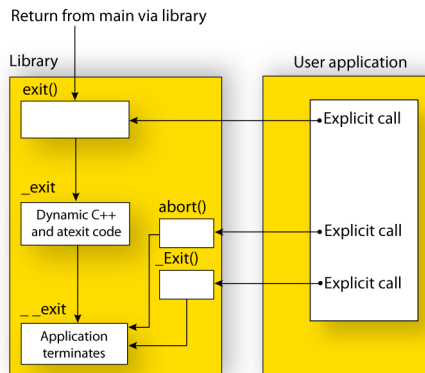 Return from main via library
Library
User application
exit()
Explicit call
_exit
Dynamic C++
and atexit code
abort()
Explicit call
_Exit()
Explicit call
_ _exit
Application
terminates